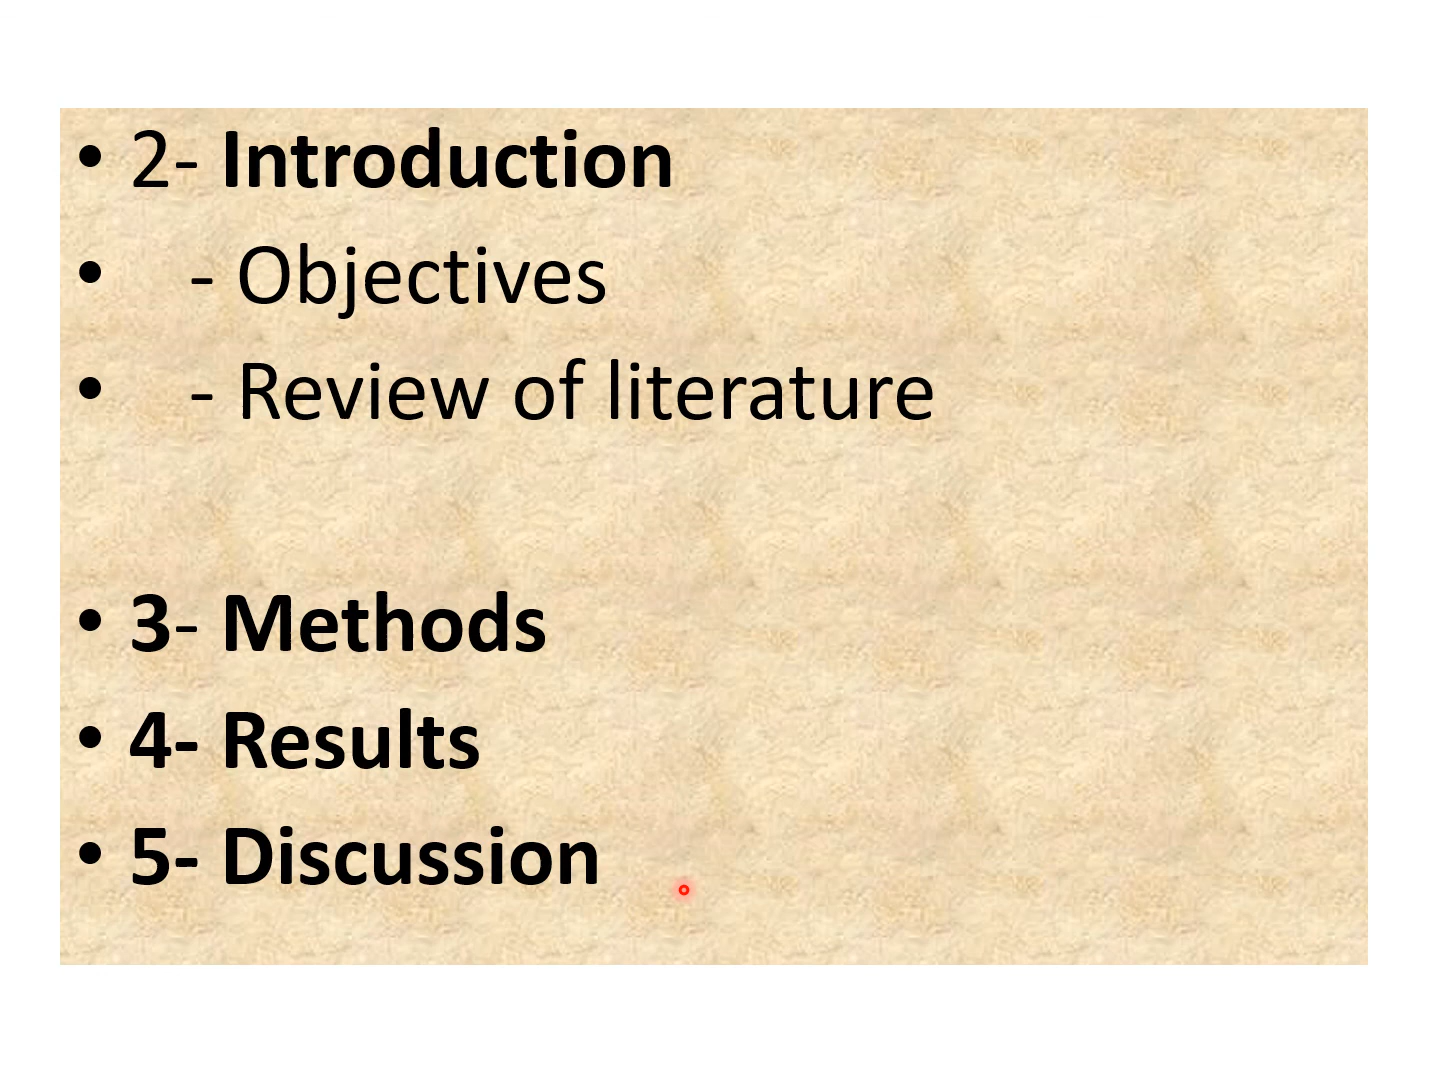 • 2- Introduction
• - Objectives
• - Review of literature
• 3- Methods
• 4- Results
• 5- Discussion